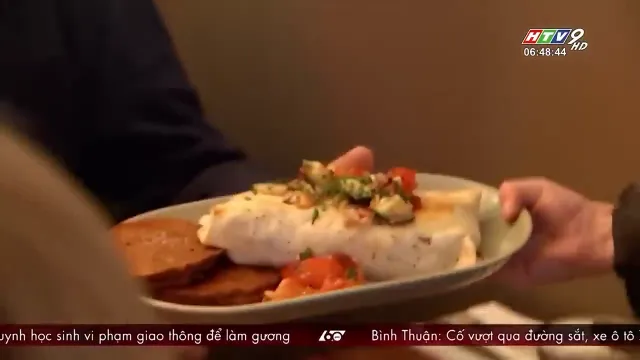 HTV9 HD
06:48:44
uynh học sinh vi phạm giao thông để làm gương
60
Bình Thuận: Cố vượt qua đường sắt, xe ô tô